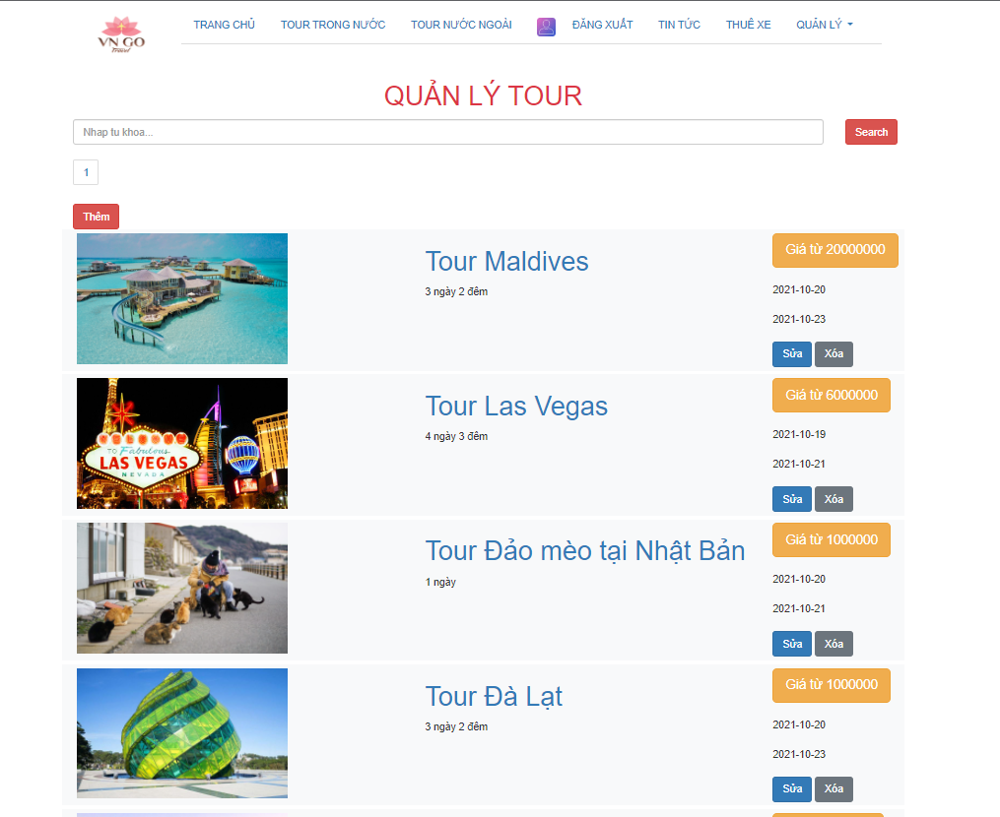 VN GO
Travel
TRANG CHỦ TOUR TRONG NƯỚC TOUR NƯỚC NGOÀI ĐĂNG XUẤT TIN TỨC THUÊ XE QUẢN LÝ
QUẢN LÝ TOUR
Nhap tu khoa... Search
1
Thêm
Tour Maldives
3 ngày 2 đêm
Giá từ 20000000
2021-10-20
2021-10-23
Sửa Xóa
WELCOME
TO Fabulous
LAS VEGAS
NEVADA
Tour Las Vegas
4 ngày 3 đêm
Giá từ 6000000
2021-10-19
2021-10-21
Sửa Xóa
Tour Đảo mèo tại Nhật Bản
1 ngày
Giá từ 1000000
2021-10-20
2021-10-21
Sửa Xóa
Tour Đà Lạt
3 ngày 2 đêm
Giá từ 1000000
2021-10-20
2021-10-23
Sửa Xóa